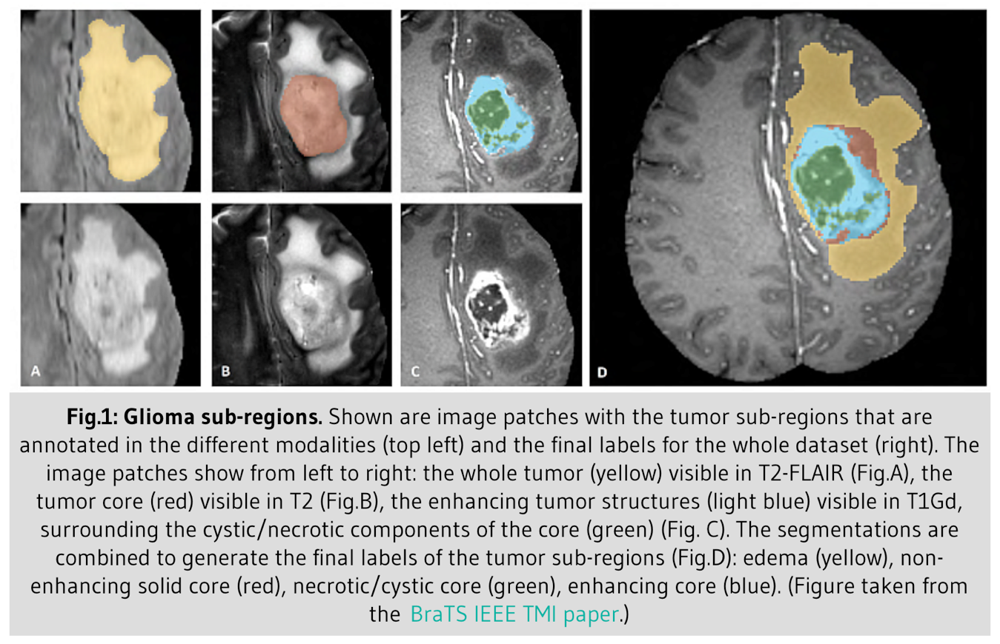 A
B
C
D
Fig.1: Glioma sub-regions. Shown are image patches with the tumor sub-regions that are
annotated in the different modalities (top left) and the final labels for the whole dataset (right). The
image patches show from left to right: the whole tumor (yellow) visible in T2-FLAIR (Fig.A), the
tumor core (red) visible in T2 (Fig.B), the enhancing tumor structures (light blue) visible in T1Gd,
surrounding the cystic/necrotic components of the core (green) (Fig. C). The segmentations are
combined to generate the final labels of the tumor sub-regions (Fig.D): edema (yellow), non-
enhancing solid core (red), necrotic/cystic core (green), enhancing core (blue). (Figure taken from
the BraTS IEEE TMI paper.)